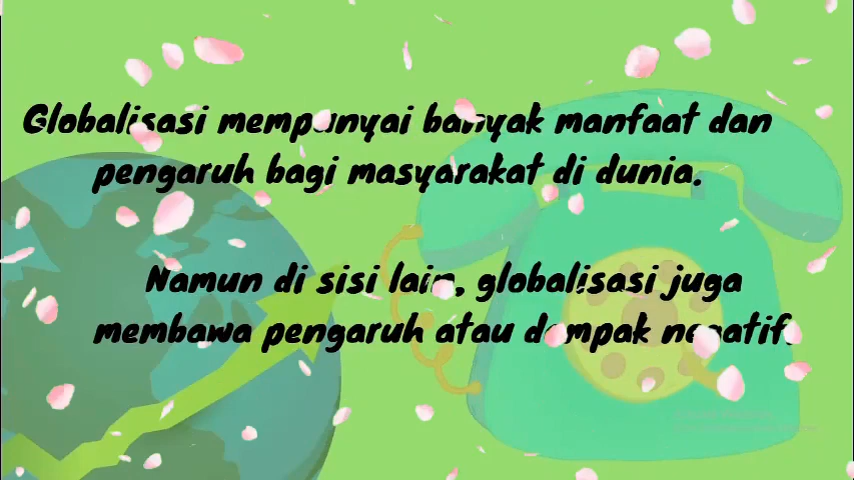 Globalisasi mempunyai banyak manfaat dan
pengaruh bagi masyarakat di dunia.
Namun di sisi lain, globalisasi juga
membawa pengaruh atau dampak negatif.